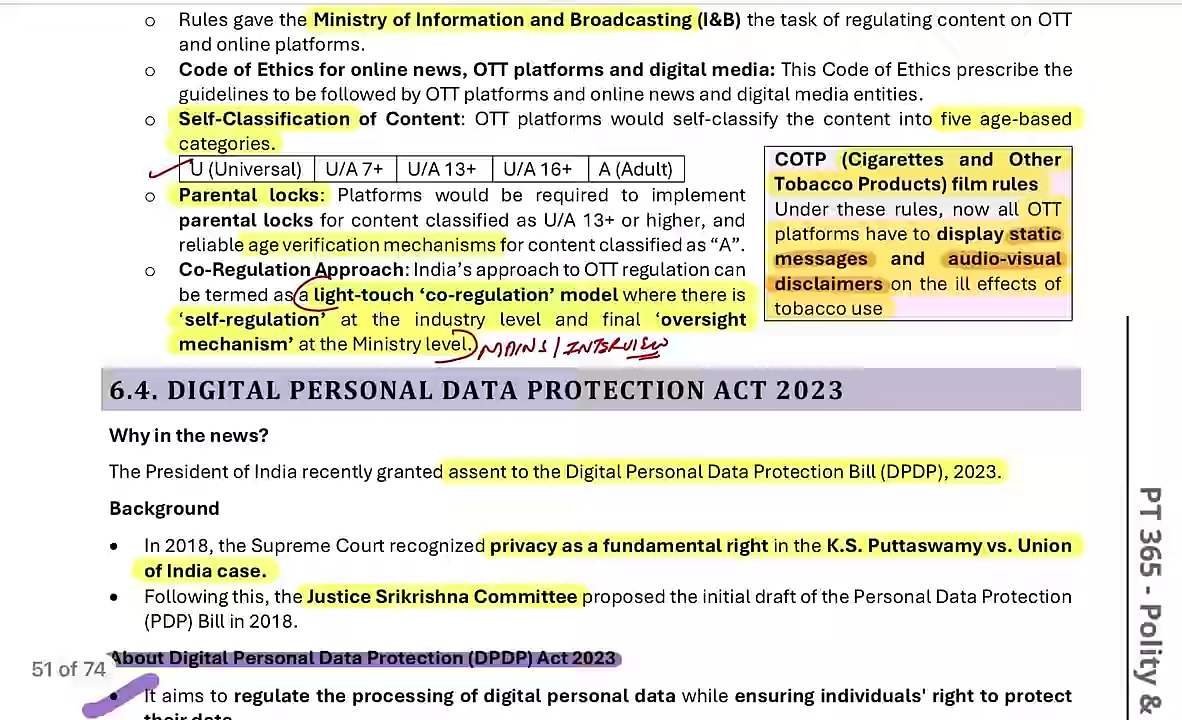 o Rules gave the Ministry of Information and Broadcasting (I&B) the task of regulating content on OTT
and online platforms.
o Code of Ethics for online news, OTT platforms and digital media: This Code of Ethics prescribe the
guidelines to be followed by OTT platforms and online news and digital media entities.
o Self-Classification of Content: OTT platforms would self-classify the content into five age-based
categories.
U (Universal) U/A 7+ U/A 13+ U/A 16+ A (Adult)
o Parental locks: Platforms would be required to implement
parental locks for content classified as U/A 13+ or higher, and
reliable age verification mechanisms for content classified as “A”.
o Co-Regulation Approach: India’s approach to OTT regulation can
be termed as a light-touch ‘co-regulation’ model where there is
‘self-regulation’ at the industry level and final ‘oversight
mechanism’ at the Ministry level. MAINS / INTERVIEW
COTP (Cigarettes and Other
Tobacco Products) film rules
Under these rules, now all OTT
platforms have to display static
messages and audio-visual
disclaimers on the ill effects of
tobacco use
6.4. DIGITAL PERSONAL DATA PROTECTION ACT 2023
Why in the news?
The President of India recently granted assent to the Digital Personal Data Protection Bill (DPDP), 2023.
Background
• In 2018, the Supreme Court recognized privacy as a fundamental right in the K.S. Puttaswamy vs. Union
of India case.
• Following this, the Justice Srikrishna Committee proposed the initial draft of the Personal Data Protection
(PDP) Bill in 2018.
About Digital Personal Data Protection (DPDP) Act 2023
• It aims to regulate the processing of digital personal data while ensuring individuals' right to protect
their data
51 of 74
PT 365 - Polity &